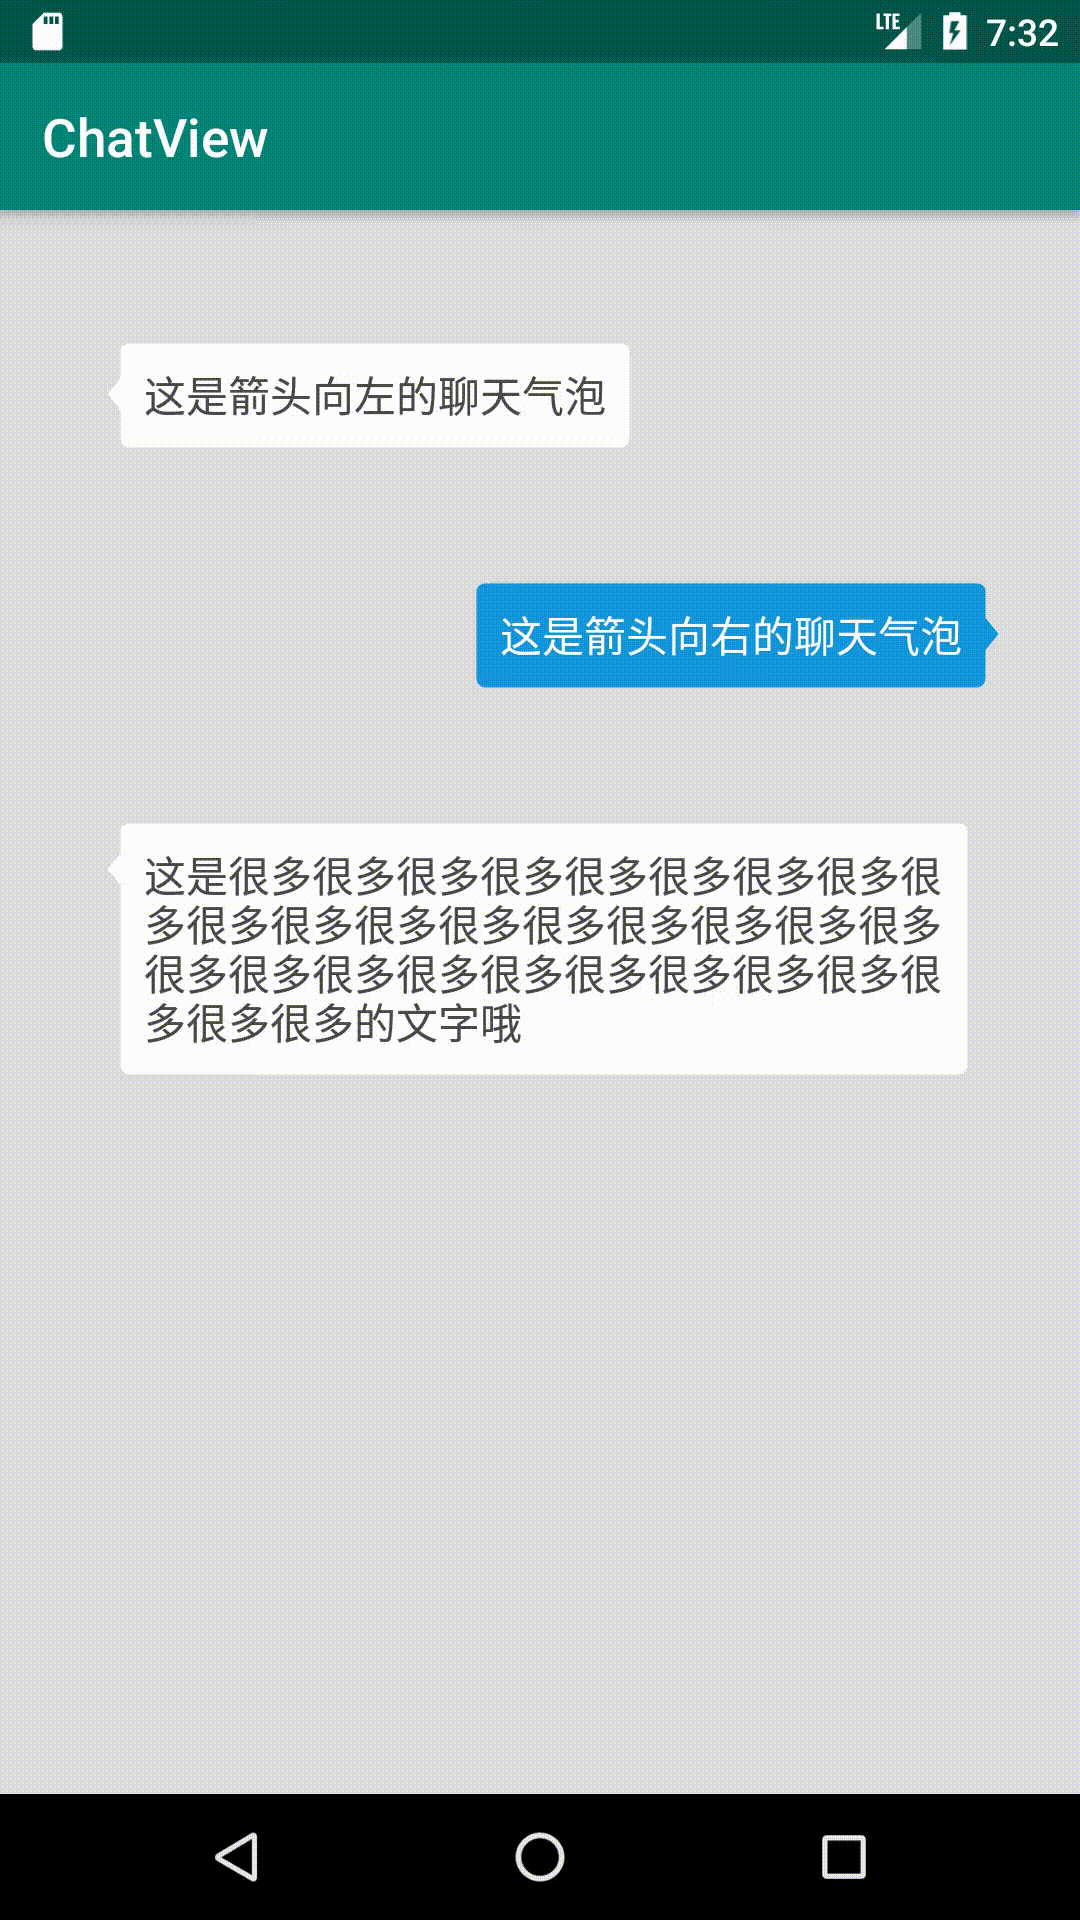 LTE 7:32
ChatView
这是箭头向左的聊天气泡
这是箭头向右的聊天气泡
这是很多很多很多很多很多很多很多很多很
多很多很多很多很多很多很多很多很多很多
很多很多很多很多很多很多很多很多很多很
多很多很多的文字哦